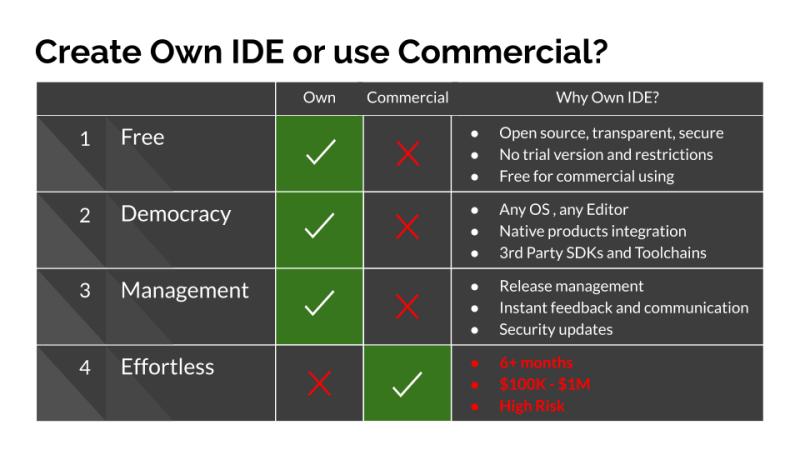 Create Own IDE or use Commercial?
Own Commercial Why Own IDE?
1 Free
● Open source, transparent, secure
● No trial version and restrictions
● Free for commercial using
2 Democracy
● Any OS , any Editor
● Native products integration
● 3rd Party SDKs and Toolchains
3 Management
● Release management
● Instant feedback and communication
● Security updates
4 Effortless
● 6+ months
● $100K - $1M
● High Risk